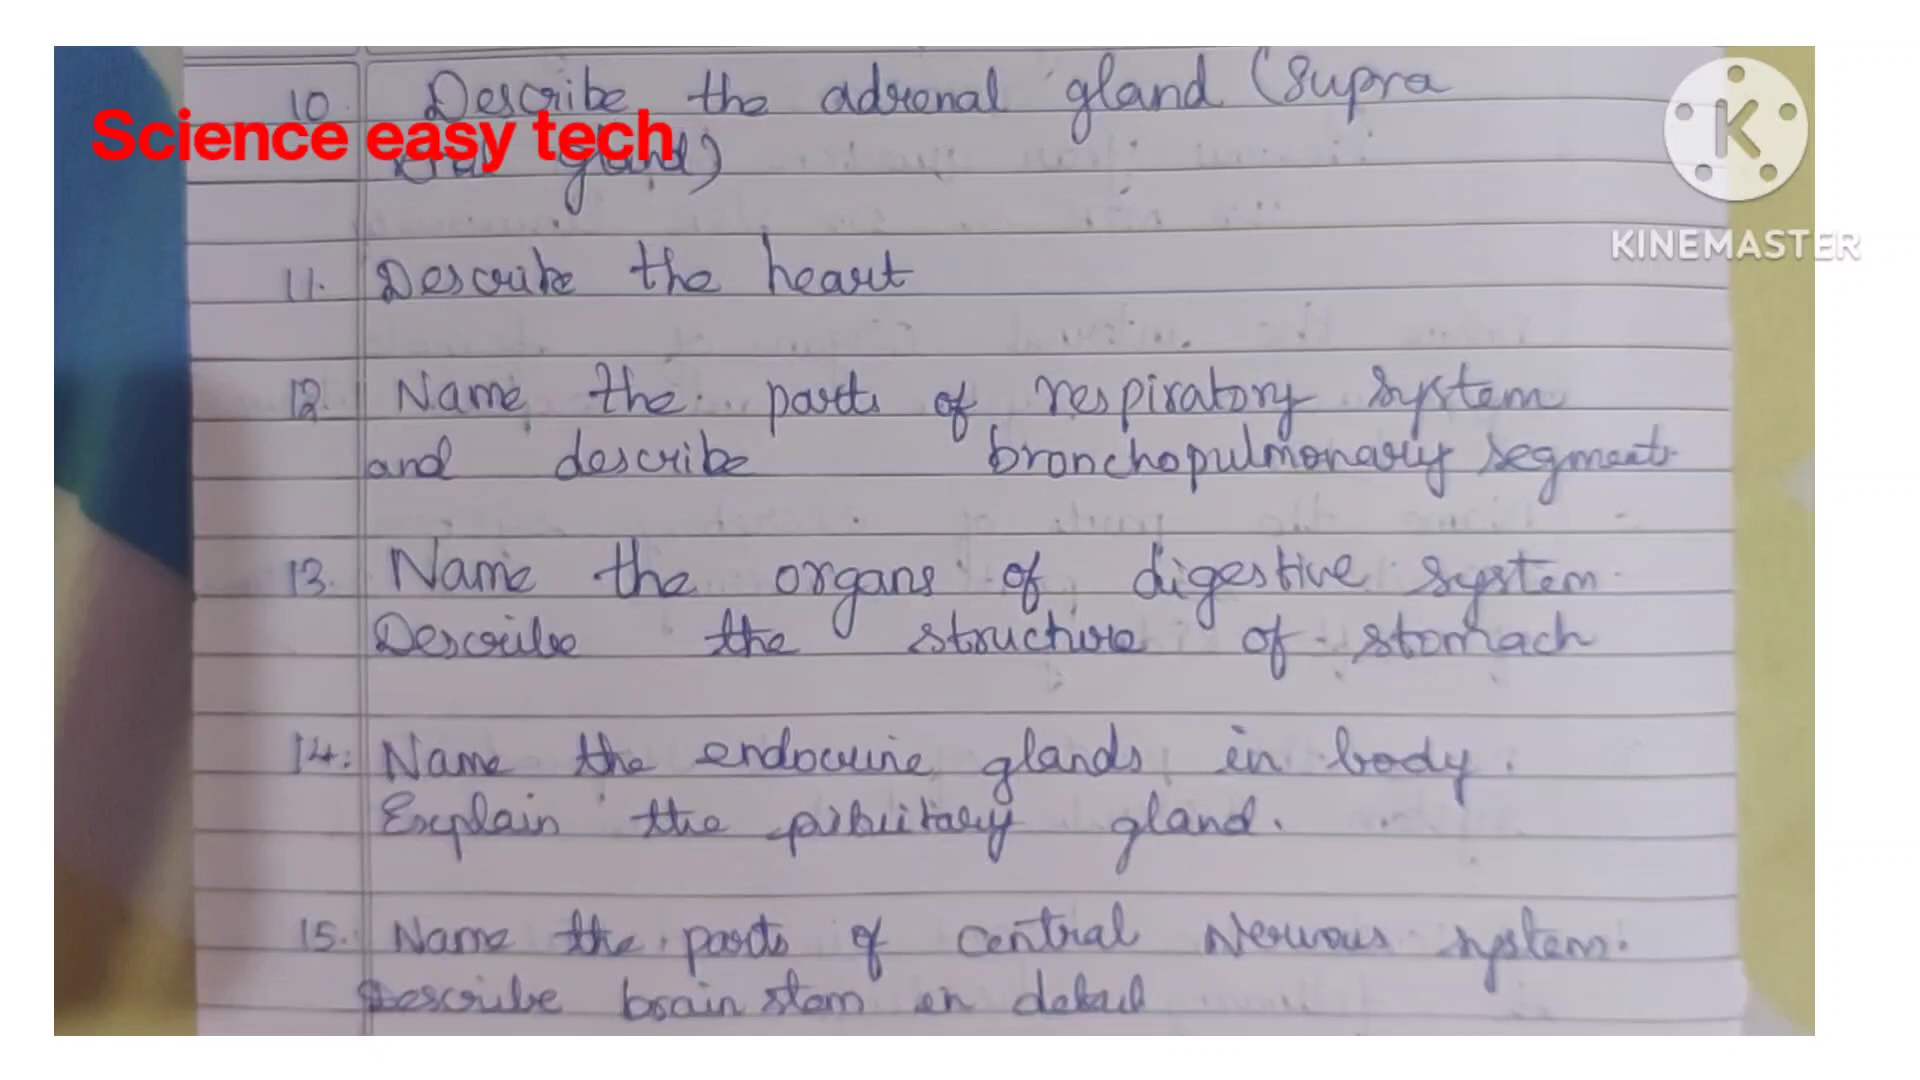 10. Describe the adrenal gland (Supra
Science easy tech
gland)
KINEMASTER
11. Describe the heart
12. Name the parts of respiratory system
and describe bronchopulmonary segments
13. Name the organs of digestive system.
Describe the structure of stomach
14. Name the endocrine glands in body.
Explain the pituitary gland.
15. Name the parts of central Nervous system.
Describe brain stem in detail